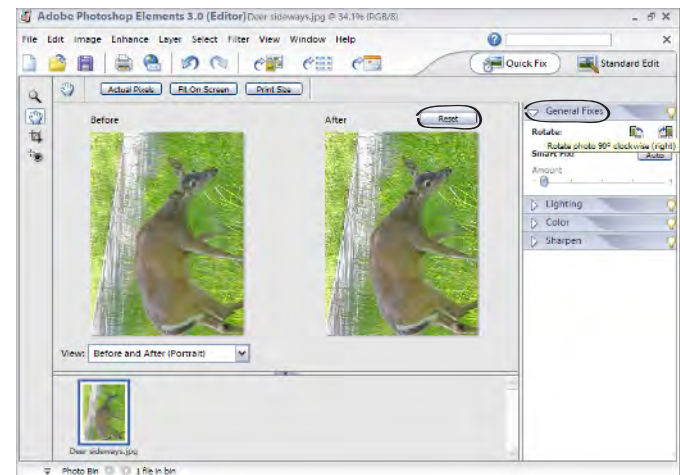 Adobe Photoshop Elements 3.0 (Editor) Deer sideways.jpg @ 34.1% (RGB/8)
File Edit Image Enhance Layer Select Filter View Window Help
Quick Fix Standard Edit
Actual Pixels Fit On Screen Print Size
Before After Reset
General Fixes
Rotate:
Rotate photo 90º clockwise (right)
Smart Fix: Auto
Amount
Lighting
Color
Sharpen
View: Before and After (Portrait)
Deer sideways.jpg
Photo Bin 1 file in bin